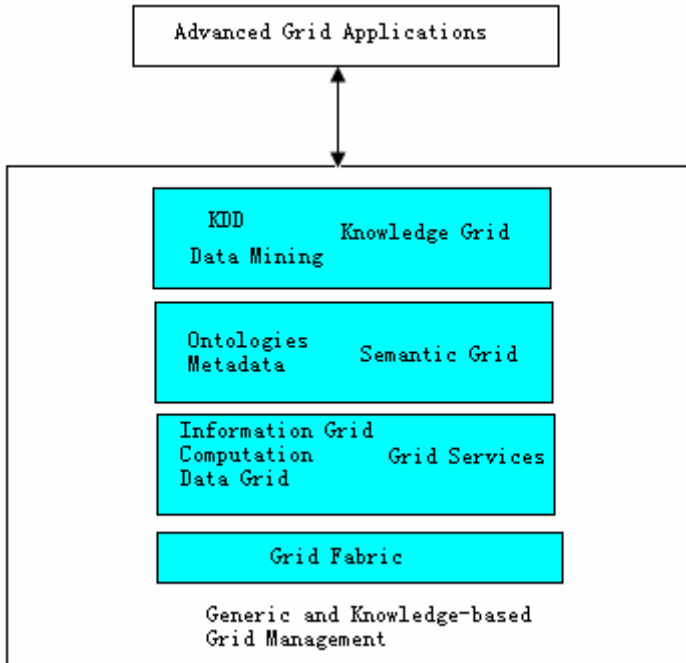 Advanced Grid Applications
KDD
Knowledge Grid
Data Mining
Ontologies
Metadata
Semantic Grid
Information Grid
Computation
Data Grid
Grid Services
Grid Fabric
Generic and Knowledge-based
Grid Management